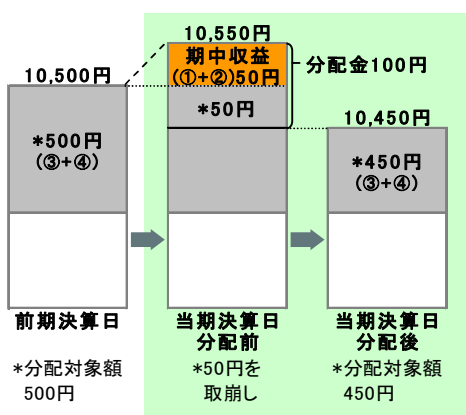 10,550円
期中収益
(①+②)50円
分配金100円
10,500円
*50円
10,450円
*500円
(③+④)
*450円
(③+④)
前期決算日
当期決算日
分配前
当期決算日
分配後
*分配対象額
500円
*50円を
取崩し
*分配対象額
450円